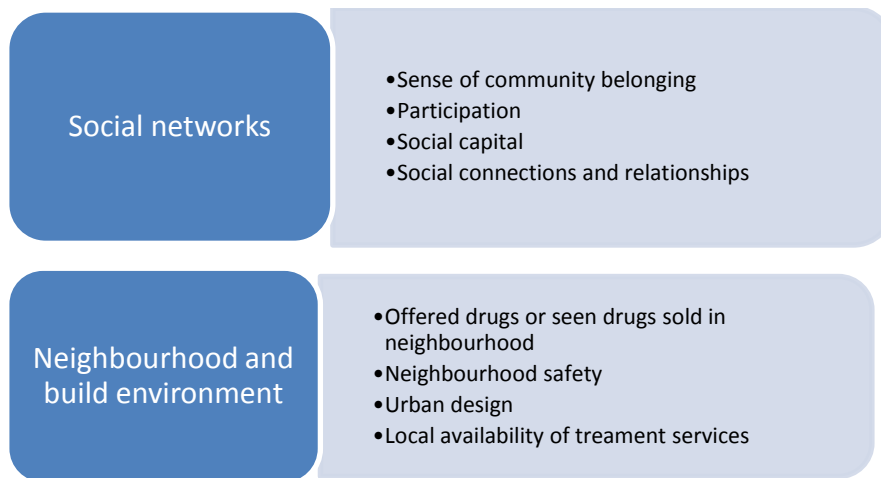 Social networks
•Sense of community belonging
•Participation
•Social capital
•Social connections and relationships
Neighbourhood and
build environment
•Offered drugs or seen drugs sold in
neighbourhood
•Neighbourhood safety
•Urban design
•Local availability of treament services